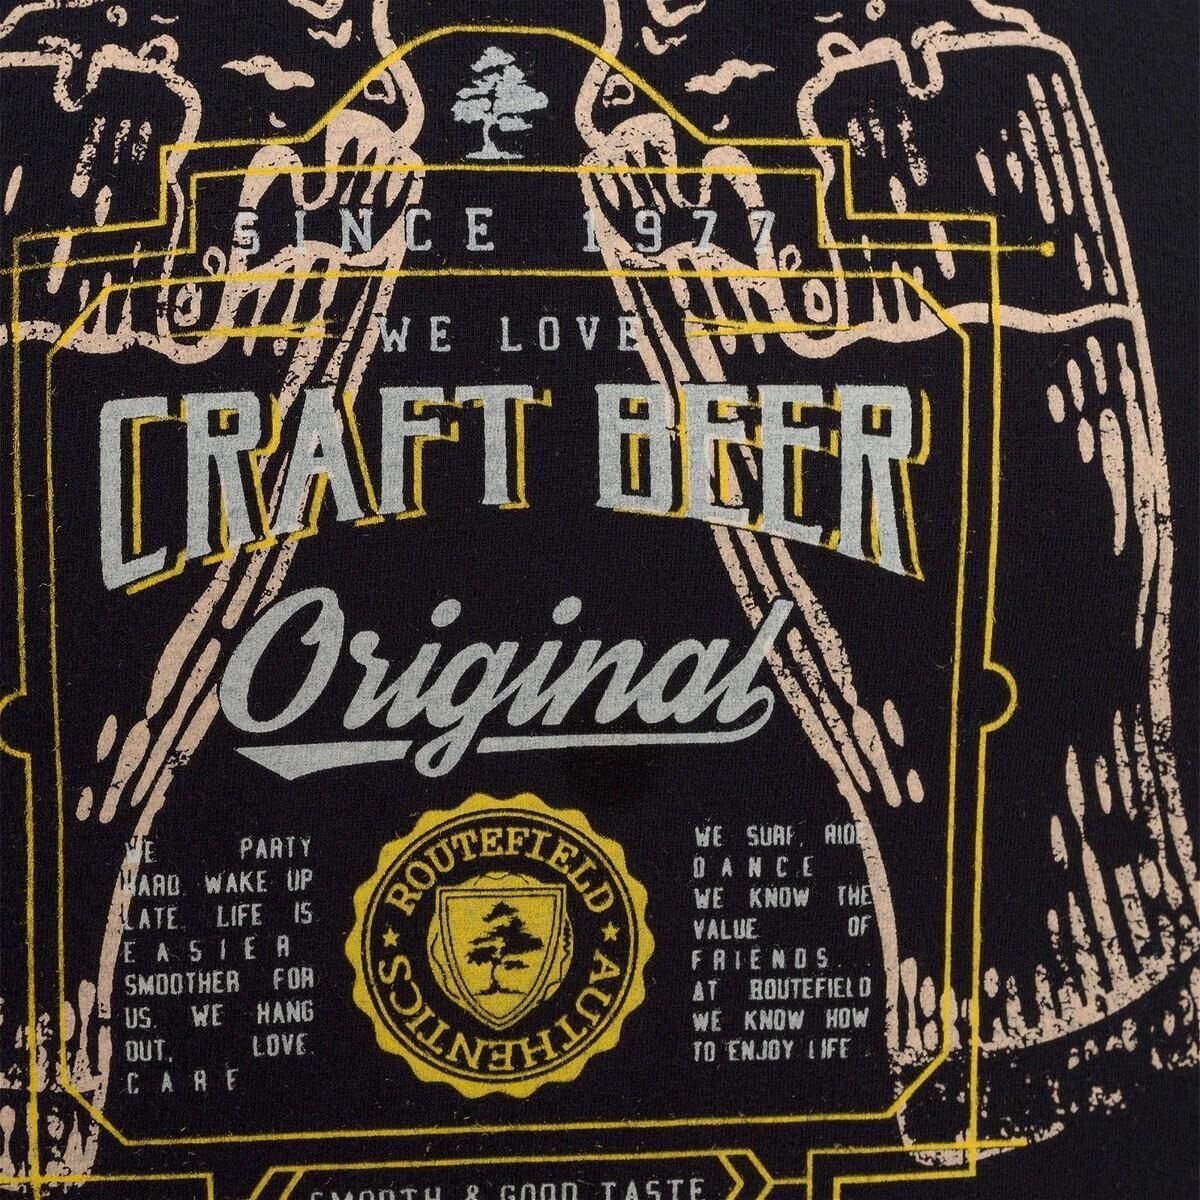 SINCE 1977
WE LOVE
CRAFT BEER
Original
WE PARTY
HARD. WAKE UP
LATE. LIFE IS
EASIER
SMOOTHER FOR
US. WE HANG
OUT, LOVE.
CARE
ROUTEFIELD
AUTHENTICS
WE SURF, RIDE
DANCE
WE KNOW THE
VALUE OF
FRIENDS.
AT ROUTEFIELD
WE KNOW HOW
TO ENJOY LIFE
SMOOTH & GOOD TASTE